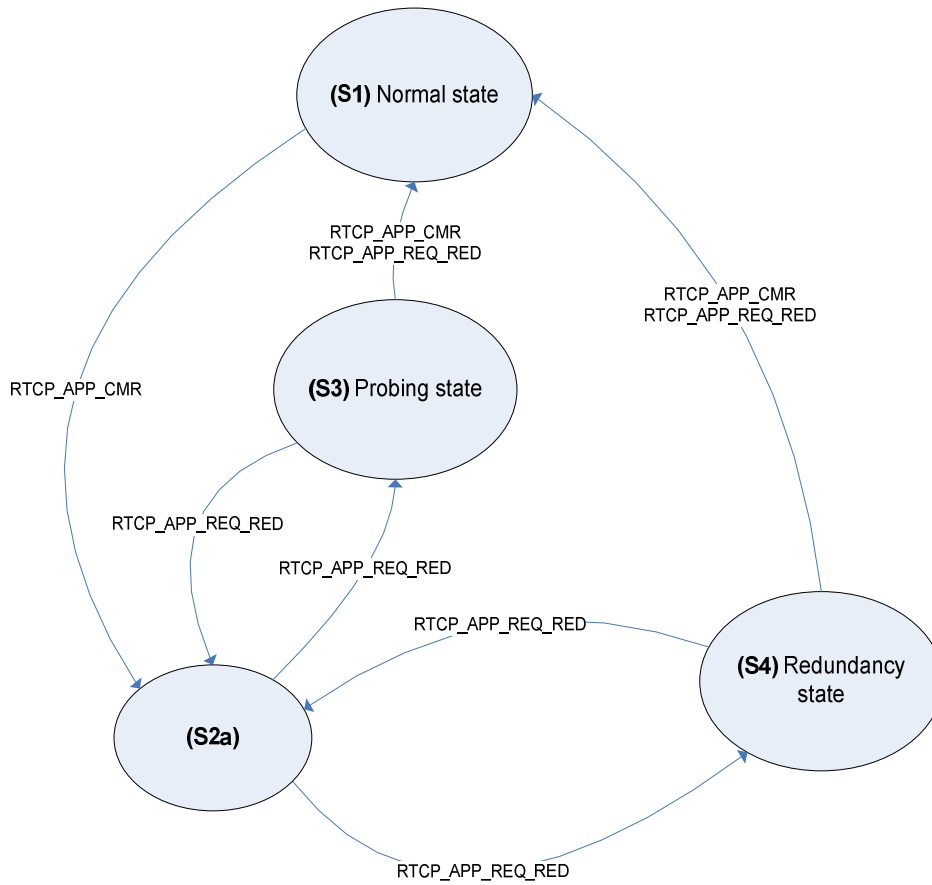 (S1) Normal state
RTCP_APP_CMR
RTCP_APP_REQ_RED
RTCP_APP_CMR
RTCP_APP_REQ_RED
RTCP_APP_CMR
(S3) Probing state
RTCP_APP_REQ_RED
RTCP_APP_REQ_RED
RTCP_APP_REQ_RED
(S4) Redundancy
state
(S2a)
RTCP_APP_REQ_RED